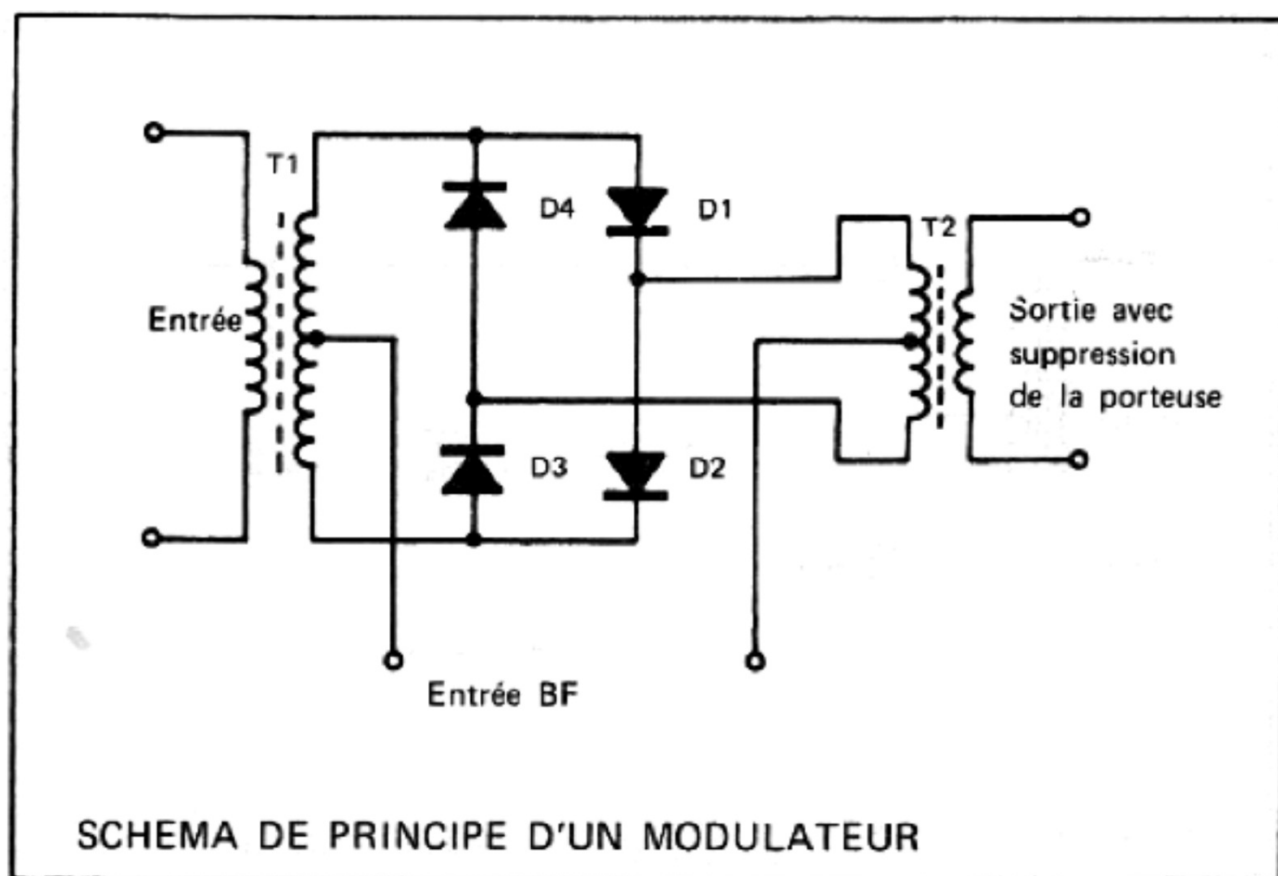 T1
D4
D1
T2
Entrée
Sortie avec
suppression
de la porteuse
D3
D2
Entrée BF
SCHEMA DE PRINCIPE D'UN MODULATEUR